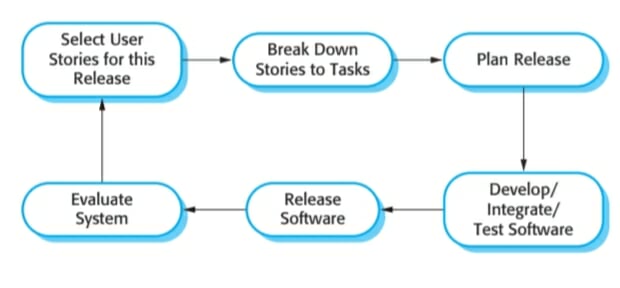 Select User
Stories for this
Release
Break Down
Stories to Tasks
Plan Release
Develop/
Integrate/
Test Software
Release
Software
Evaluate
System